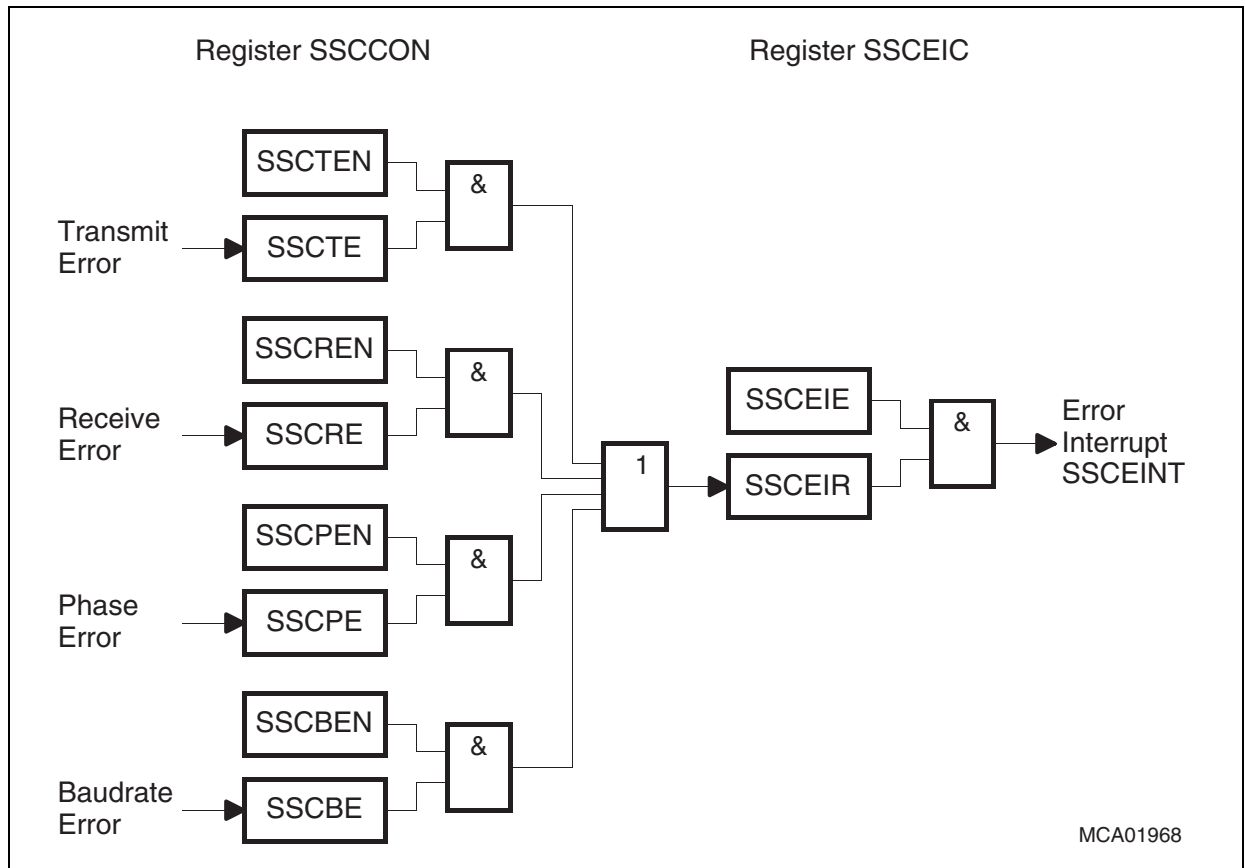 Register SSCCON
Register SSCEIC
SSCTEN
&
Transmit
Error
SSCTE
SSCREN
&
Receive
Error
SSCRE
SSCPEN
&
Phase
Error
SSCPE
SSCBEN
&
Baudrate
Error
SSCBE
1
SSCEIE
SSCEIR
&
Error
Interrupt
SSCEINT
MCA01968